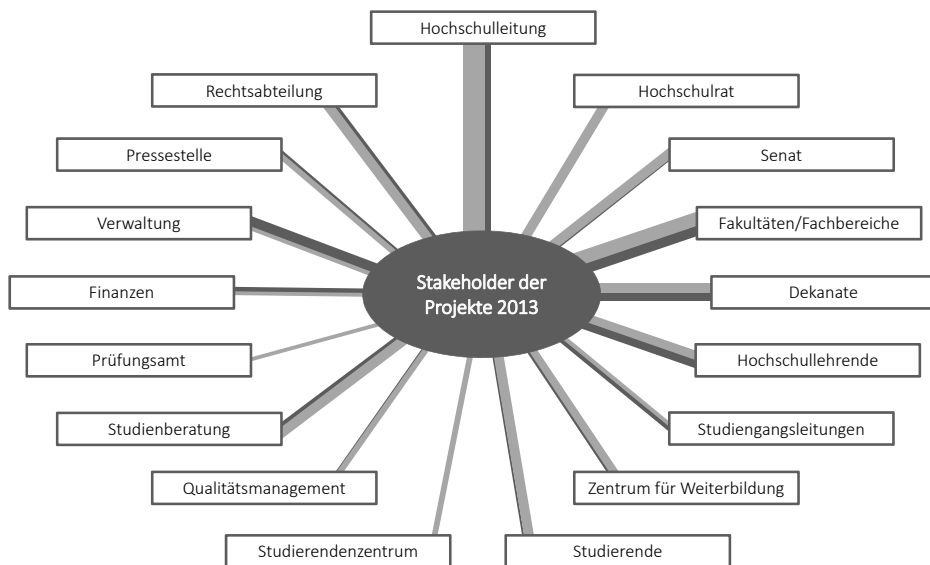 Hochschulleitung
Rechtsabteilung
Hochschulrat
Pressestelle
Senat
Verwaltung
Fakultäten/Fachbereiche
Stakeholder der
Projekte 2013
Finanzen
Dekanate
Prüfungsamt
Hochschullehrende
Studienberatung
Studiengangsleitungen
Qualitätsmanagement
Zentrum für Weiterbildung
Studierendenzentrum
Studierende